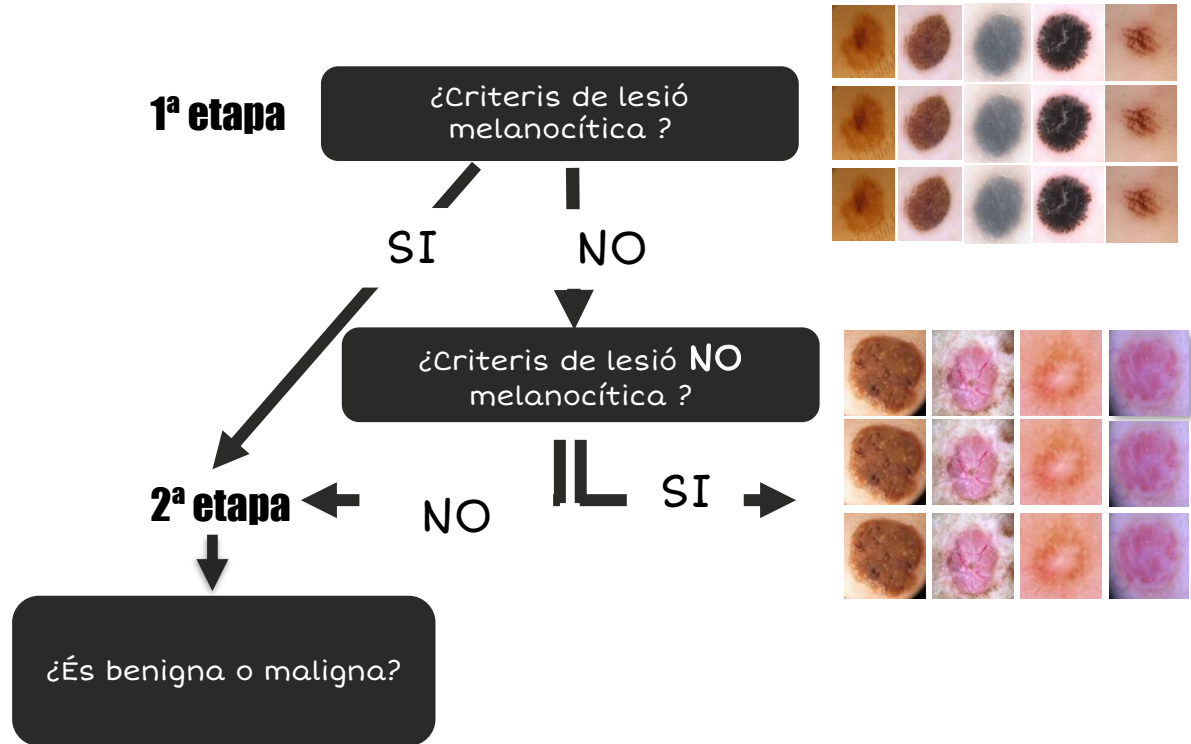 1ª etapa
¿Criteris de lesió
melanocítica ?
SI
NO
¿Criteris de lesió NO
melanocítica ?
2ª etapa
NO
SI
¿És benigna o maligna?